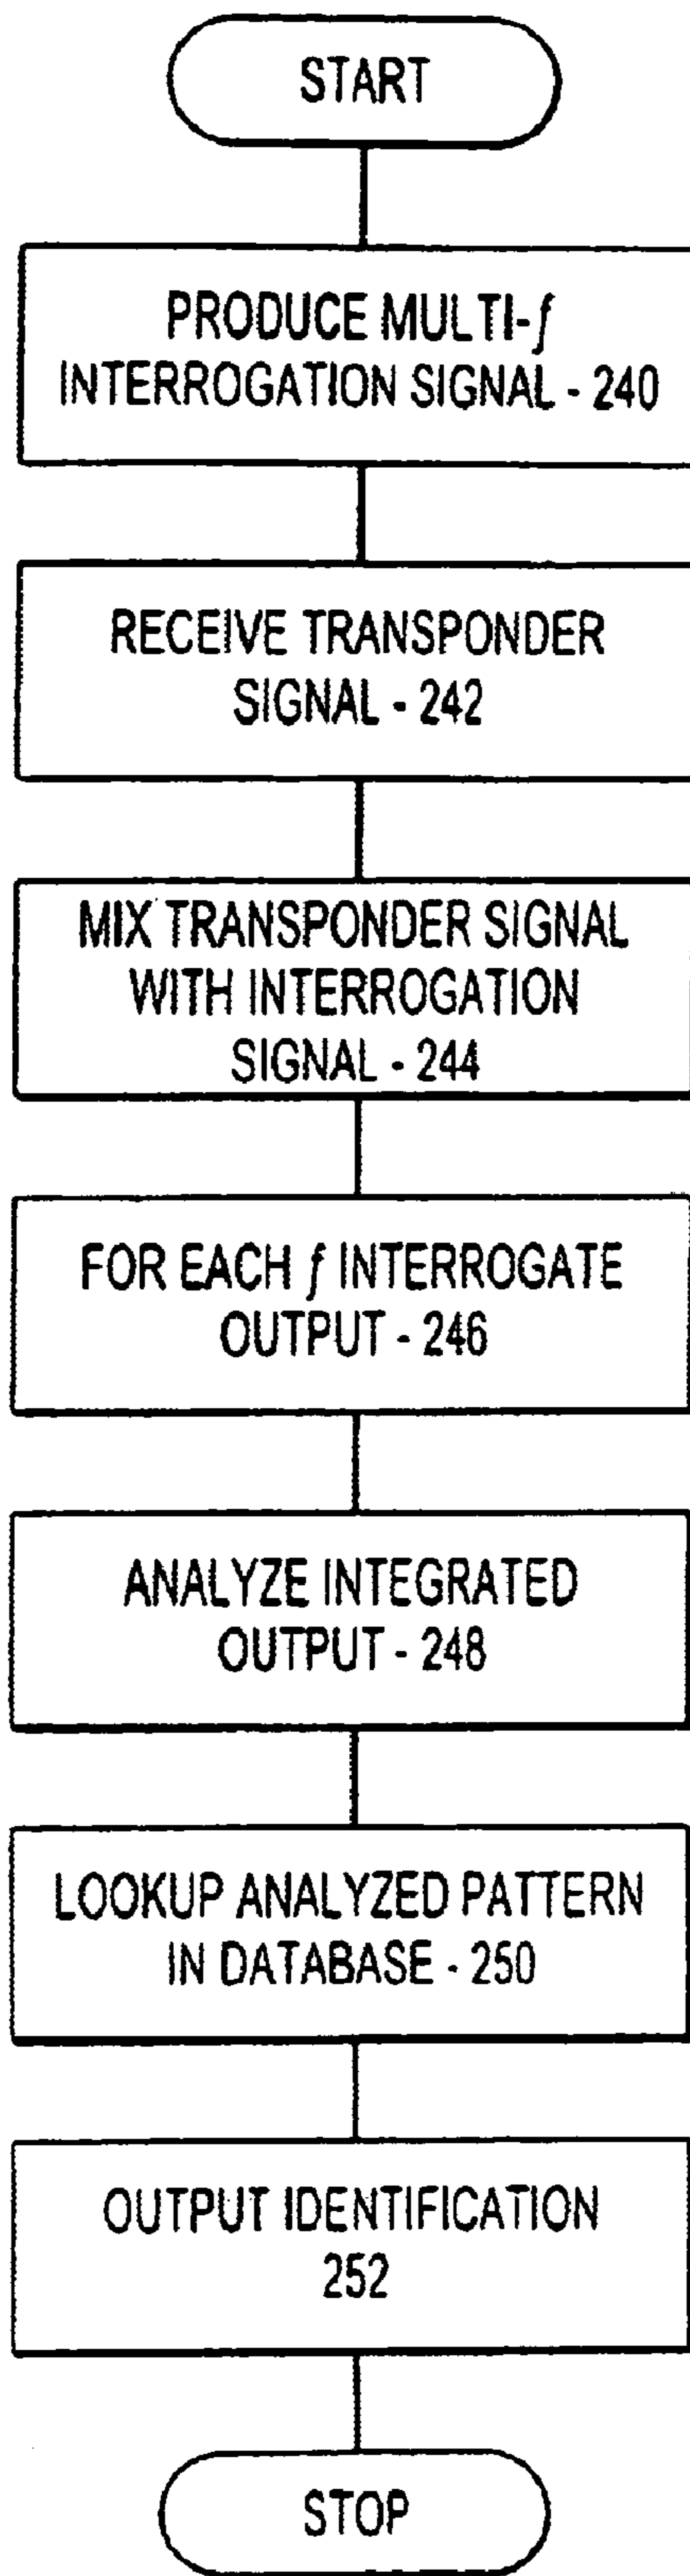 START
PRODUCE MULTI-ƒ
INTERROGATION SIGNAL - 240
RECEIVE TRANSPONDER
SIGNAL - 242
MIX TRANSPONDER SIGNAL
WITH INTERROGATION
SIGNAL - 244
FOR EACH ƒ INTERROGATE
OUTPUT - 246
ANALYZE INTEGRATED
OUTPUT - 248
LOOKUP ANALYZED PATTERN
IN DATABASE - 250
OUTPUT IDENTIFICATION
252
STOP